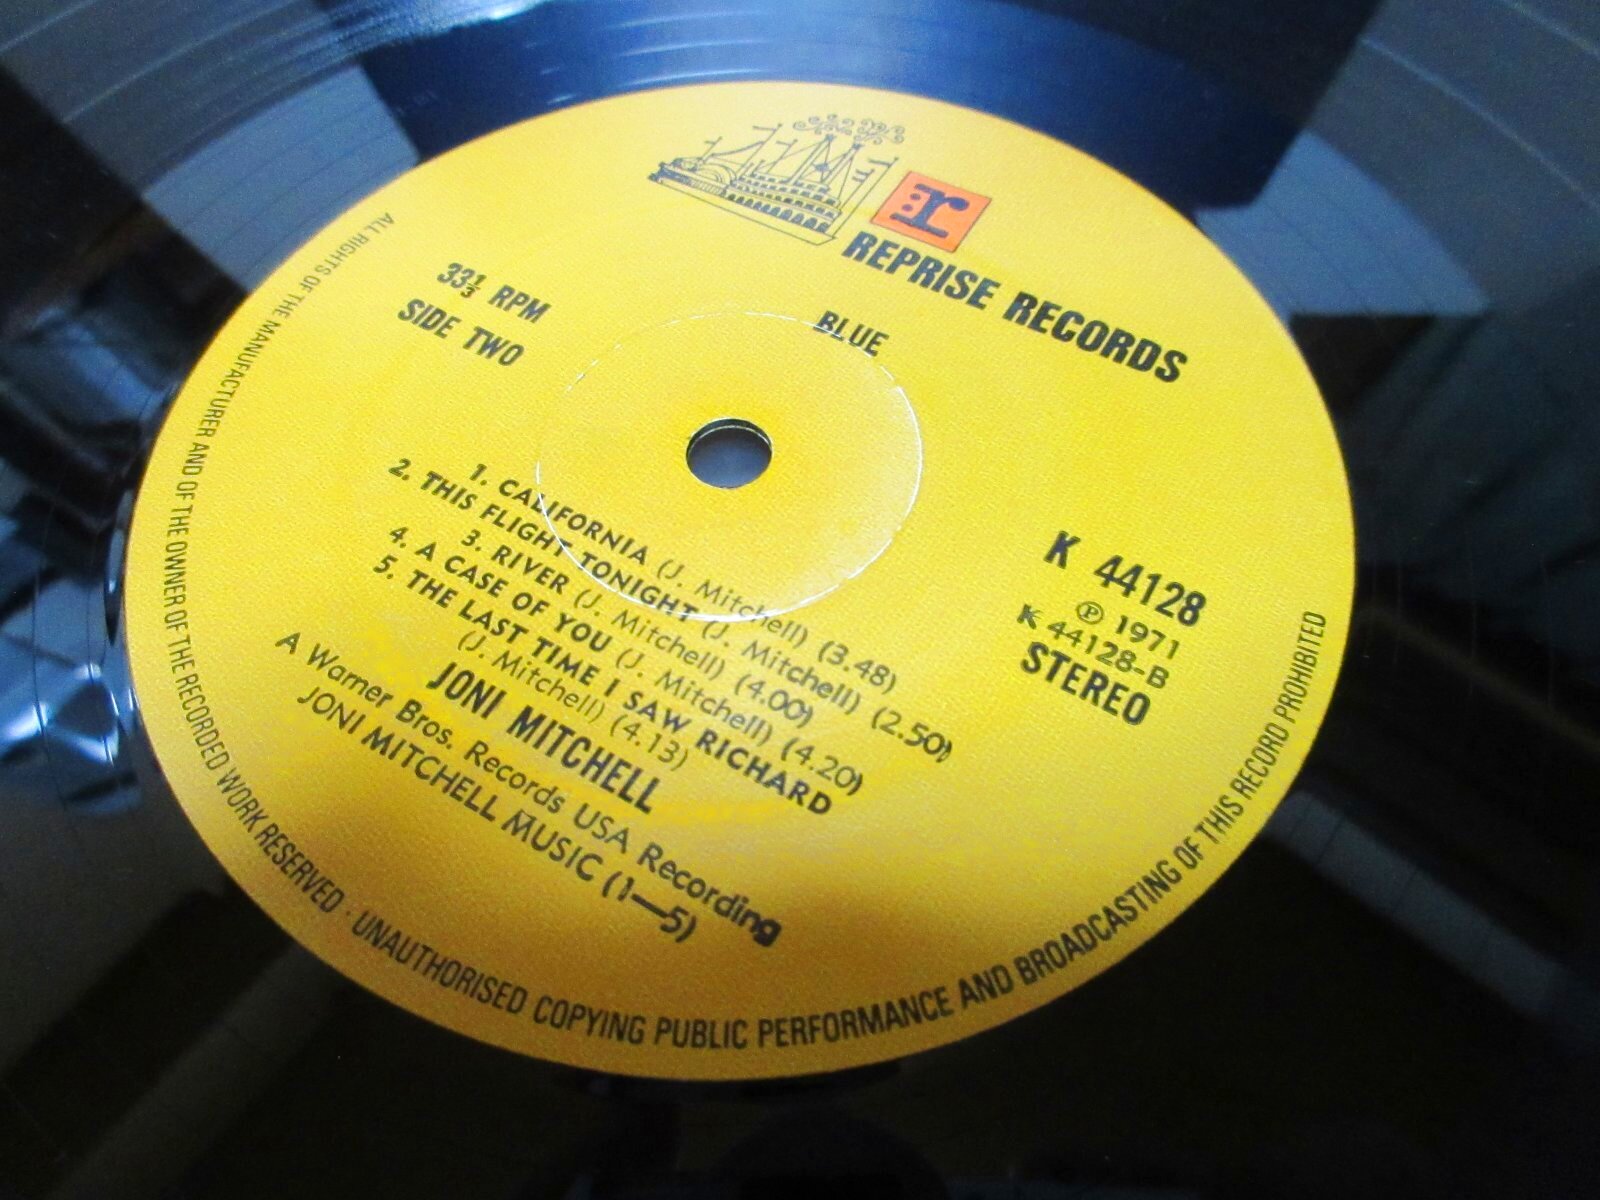 r
REPRISE RECORDS
BLUE
33⅓ RPM
SIDE TWO
K 44128
Ⓟ 1971
K 44128-B
STEREO
1. CALIFORNIA (J. Mitchell) (3.48)
2. THIS FLIGHT TONIGHT (J. Mitchell) (2.50)
3. RIVER (J. Mitchell) (4.00)
4. A CASE OF YOU (J. Mitchell) (4.20)
5. THE LAST TIME I SAW RICHARD
(J. Mitchell) (4.13)
JONI MITCHELL
A Warner Bros. Records USA Recording
JONI MITCHELL MUSIC (1—5)
ALL RIGHTS OF THE MANUFACTURER AND OF THE OWNER OF THE RECORDED WORK RESERVED · UNAUTHORISED COPYING PUBLIC PERFORMANCE AND BROADCASTING OF THIS RECORD PROHIBITED